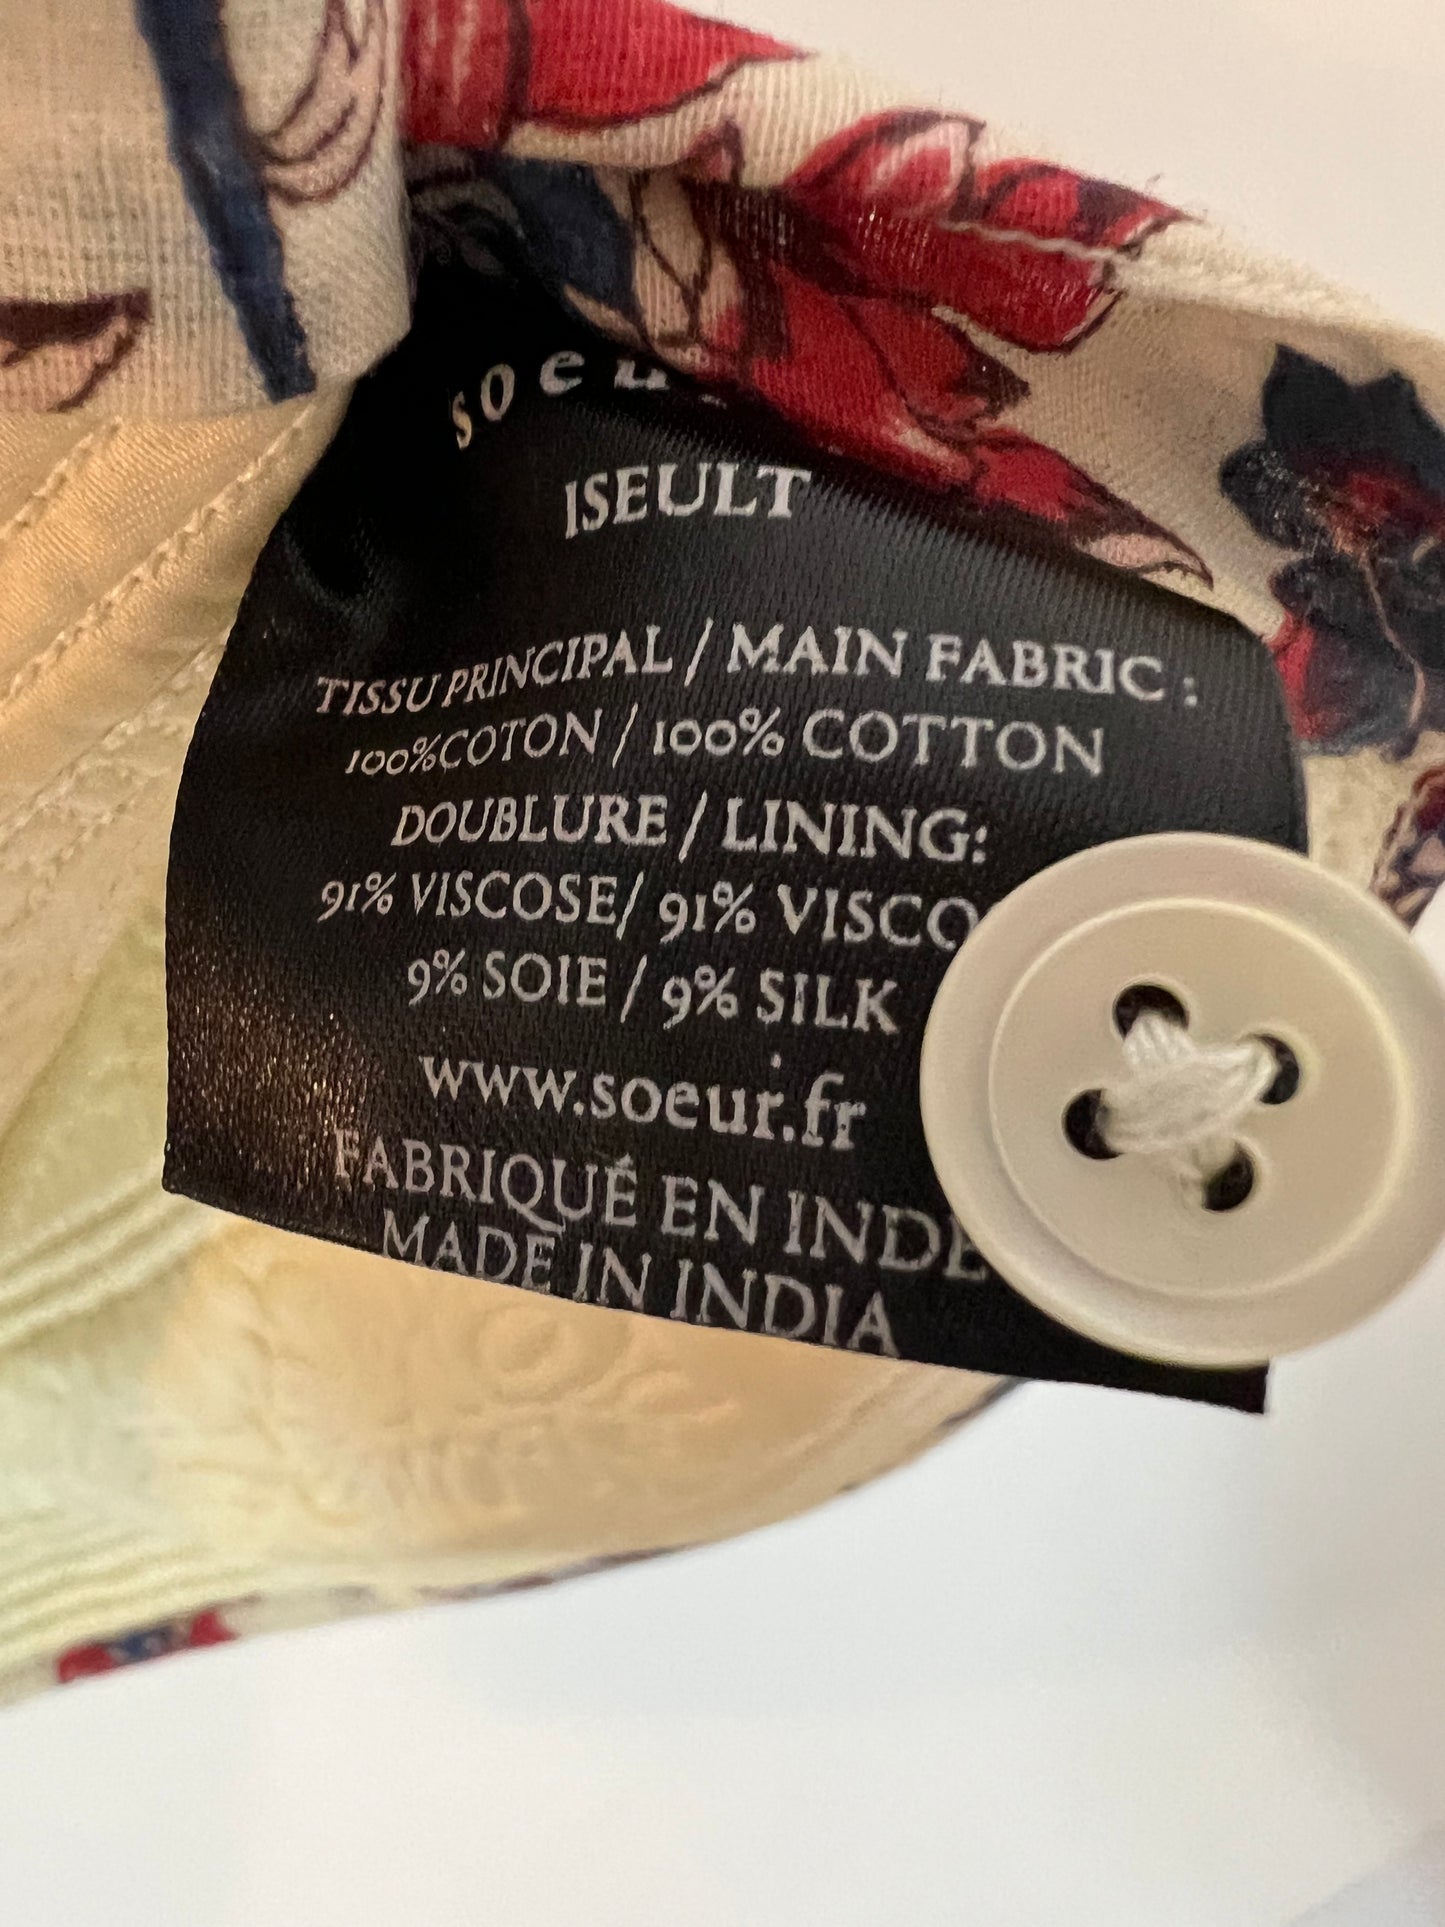 soeu
ISEULT
TISSU PRINCIPAL / MAIN FABRIC :
100%COTON / 100% COTTON
DOUBLURE / LINING:
91% VISCOSE/ 91% VISCO
9% SOIE / 9% SILK
www.soeur.fr
FABRIQUÉ EN INDE
MADE IN INDIA